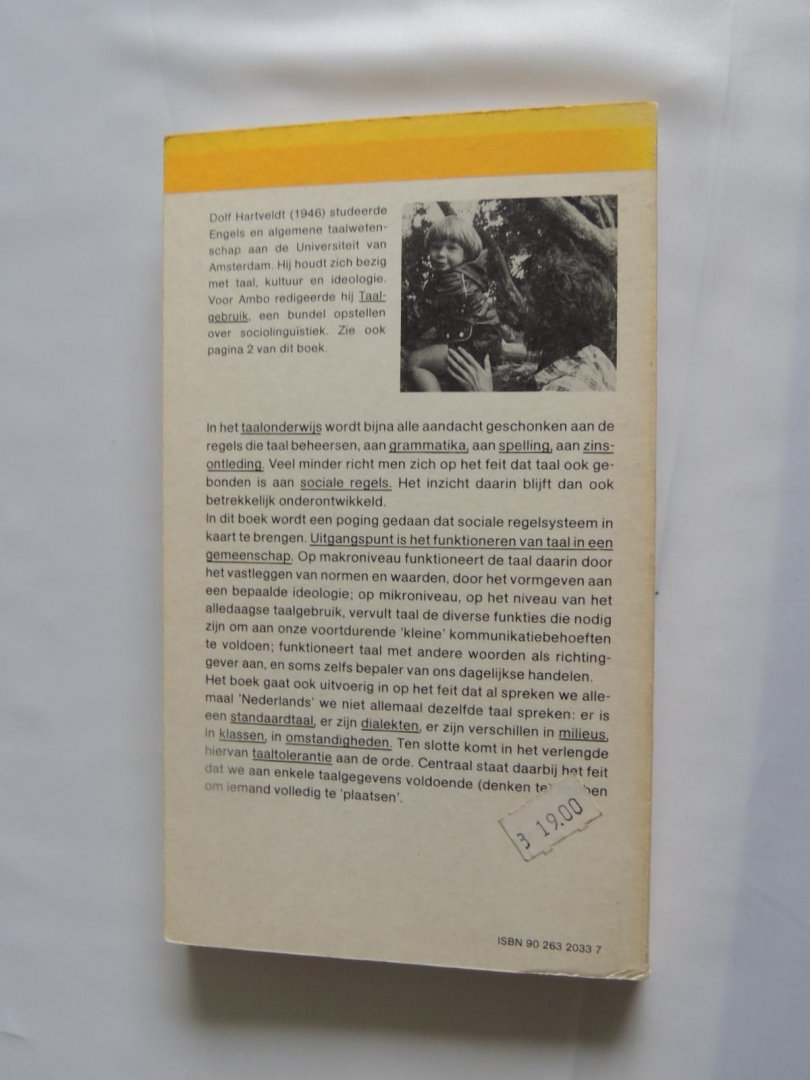 Dolf Hartveldt (1946) studeerde
Engels en algemene taalweten-
schap aan de Universiteit van
Amsterdam. Hij houdt zich bezig
met taal, kultuur en ideologie.
Voor Ambo redigeerde hij Taal-
gebruik, een bundel opstellen
over sociolinguïstiek. Zie ook
pagina 2 van dit boek.
In het taalonderwijs wordt bijna alle aandacht geschonken aan de
regels die taal beheersen, aan grammatika, aan spelling, aan zins-
ontleding. Veel minder richt men zich op het feit dat taal ook ge-
bonden is aan sociale regels. Het inzicht daarin blijft dan ook
betrekkelijk onderontwikkeld.
In dit boek wordt een poging gedaan dat sociale regelsysteem in
kaart te brengen. Uitgangspunt is het funktioneren van taal in een
gemeenschap. Op makroniveau funktioneert de taal daarin door
het vastleggen van normen en waarden, door het vormgeven aan
een bepaalde ideologie; op mikroniveau, op het niveau van het
alledaagse taalgebruik, vervult taal de diverse funkties die nodig
zijn om aan onze voortdurende 'kleine' kommunikatiebehoeften
te voldoen; funktioneert taal met andere woorden als richting-
gever aan, en soms zelfs bepaler van ons dagelijkse handelen.
Het boek gaat ook uitvoerig in op het feit dat al spreken we alle-
maal 'Nederlands' we niet allemaal dezelfde taal spreken: er is
een standaardtaal, er zijn dialekten, er zijn verschillen in milieus,
in klassen, in omstandigheden. Ten slotte komt in het verlengde
hiervan taaltolerantie aan de orde. Centraal staat daarbij het feit
dat we aan enkele taalgegevens voldoende (denken te)
om iemand volledig te 'plaatsen'.
3 19.00
ISBN 90 263 2033 7